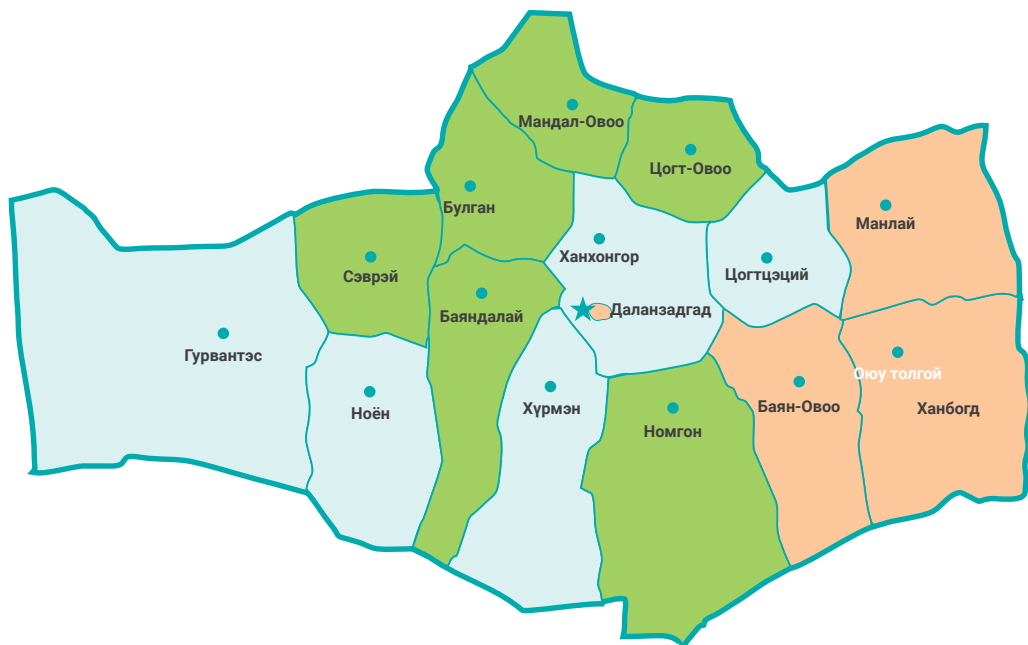 Мандал-Овоо
Цогт-Овоо
Булган
Манлай
Ханхонгор
Сэврэй
Цогтцэций
Баяндалай
Даланзадгад
Гурвантэс
Оюу толгой
Ноён
Хүрмэн
Баян-Овоо
Ханбогд
Номгон